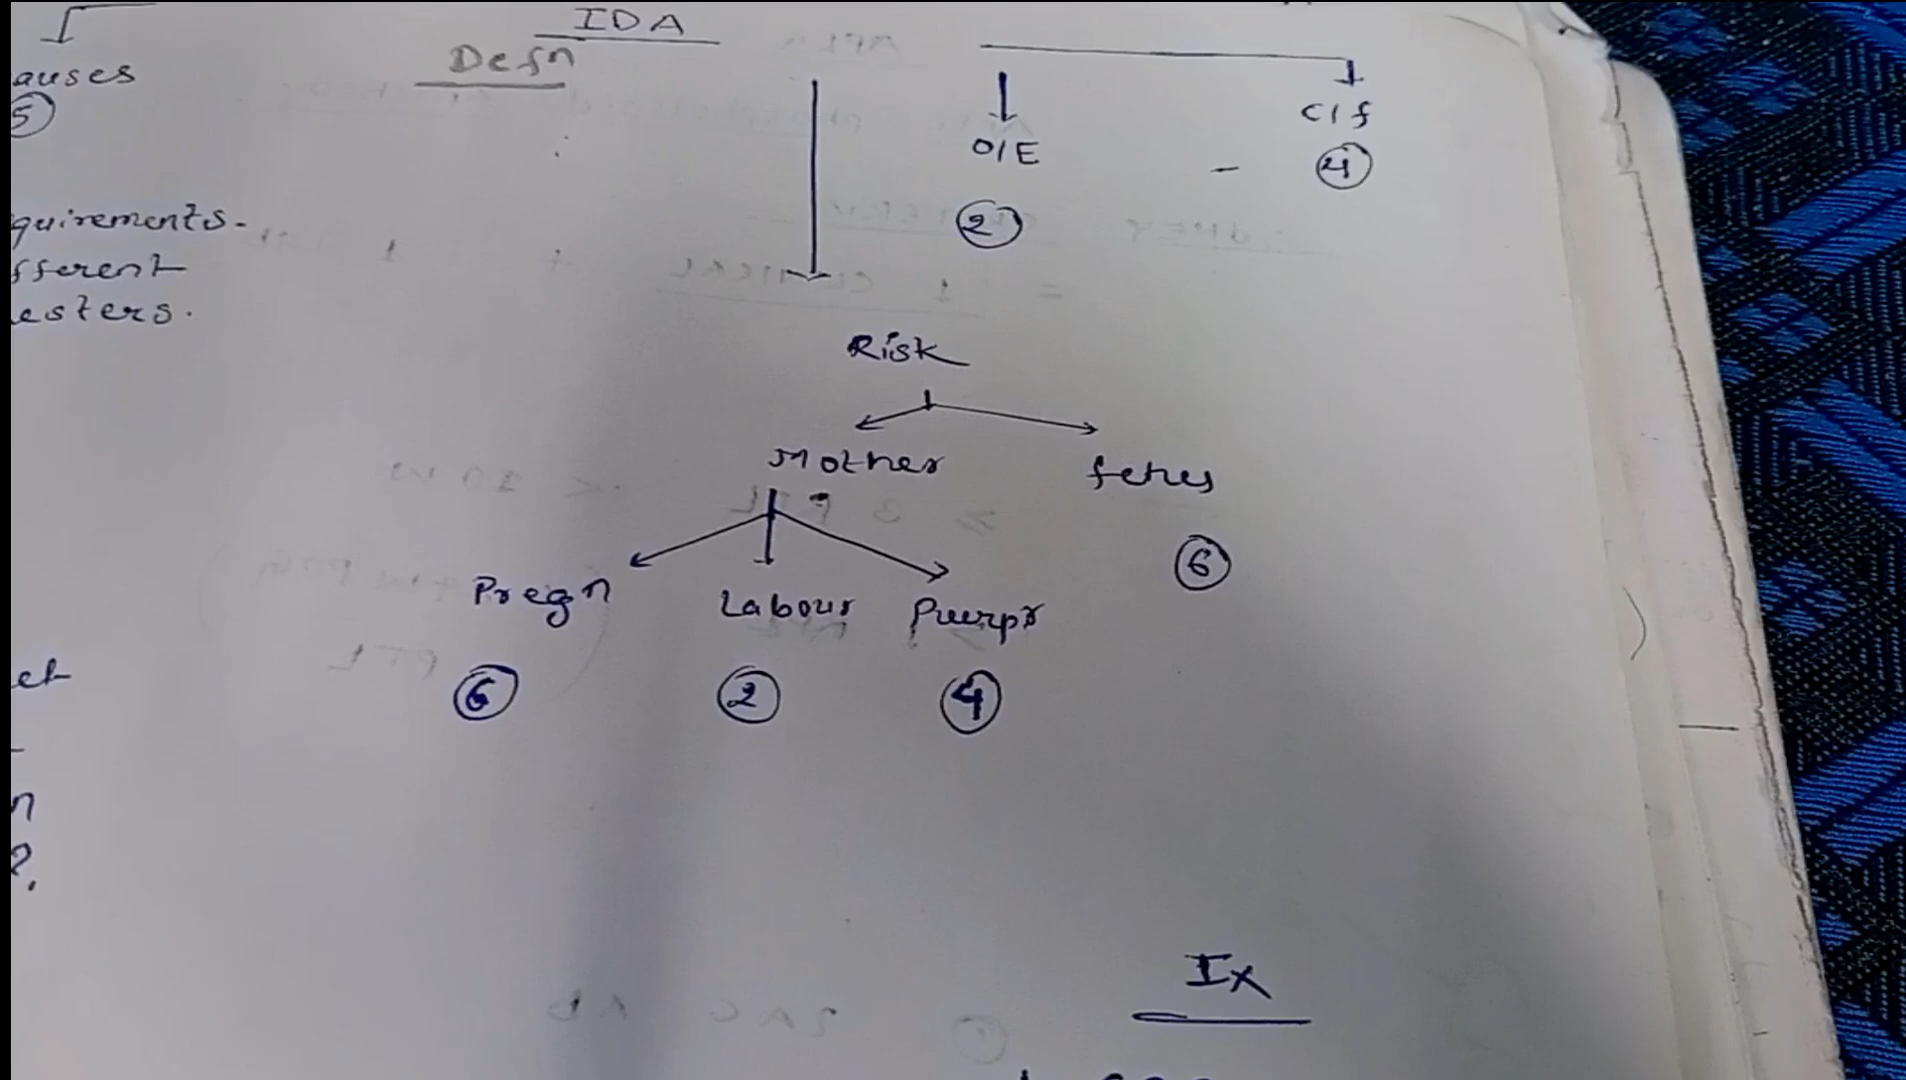 IDA
Defn
auses
5
O/E
2
C/f
4
quirements-
fferent
esters.
Risk
Mother
fetus
6
Pregn
Labour
Puerpr
6
2
4
n
2.
Ix